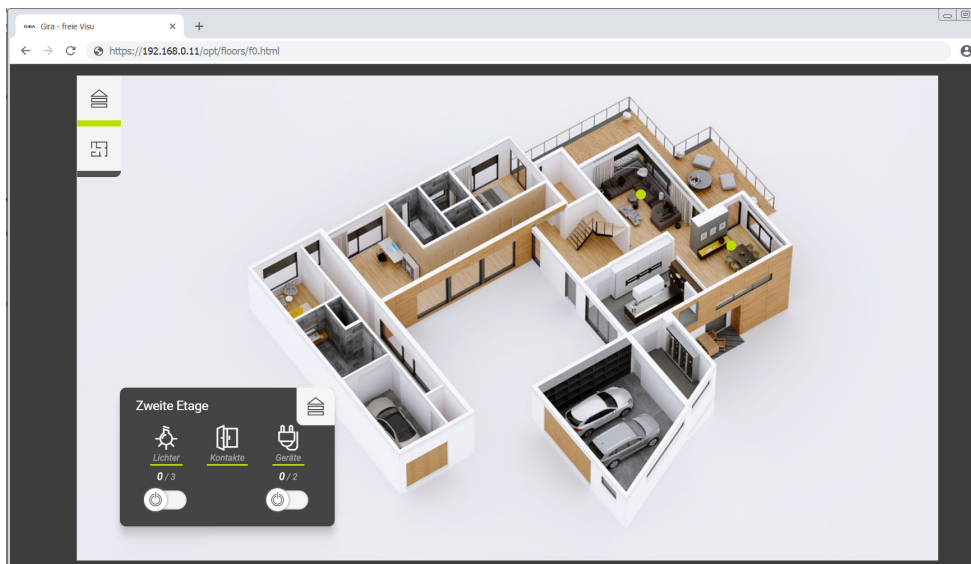 GIRA Gira - freie Visu
https://192.168.0.11/opt/floors/f0.html
Zweite Etage
Lichter Kontakte Geräte
0 / 3 0 / 2